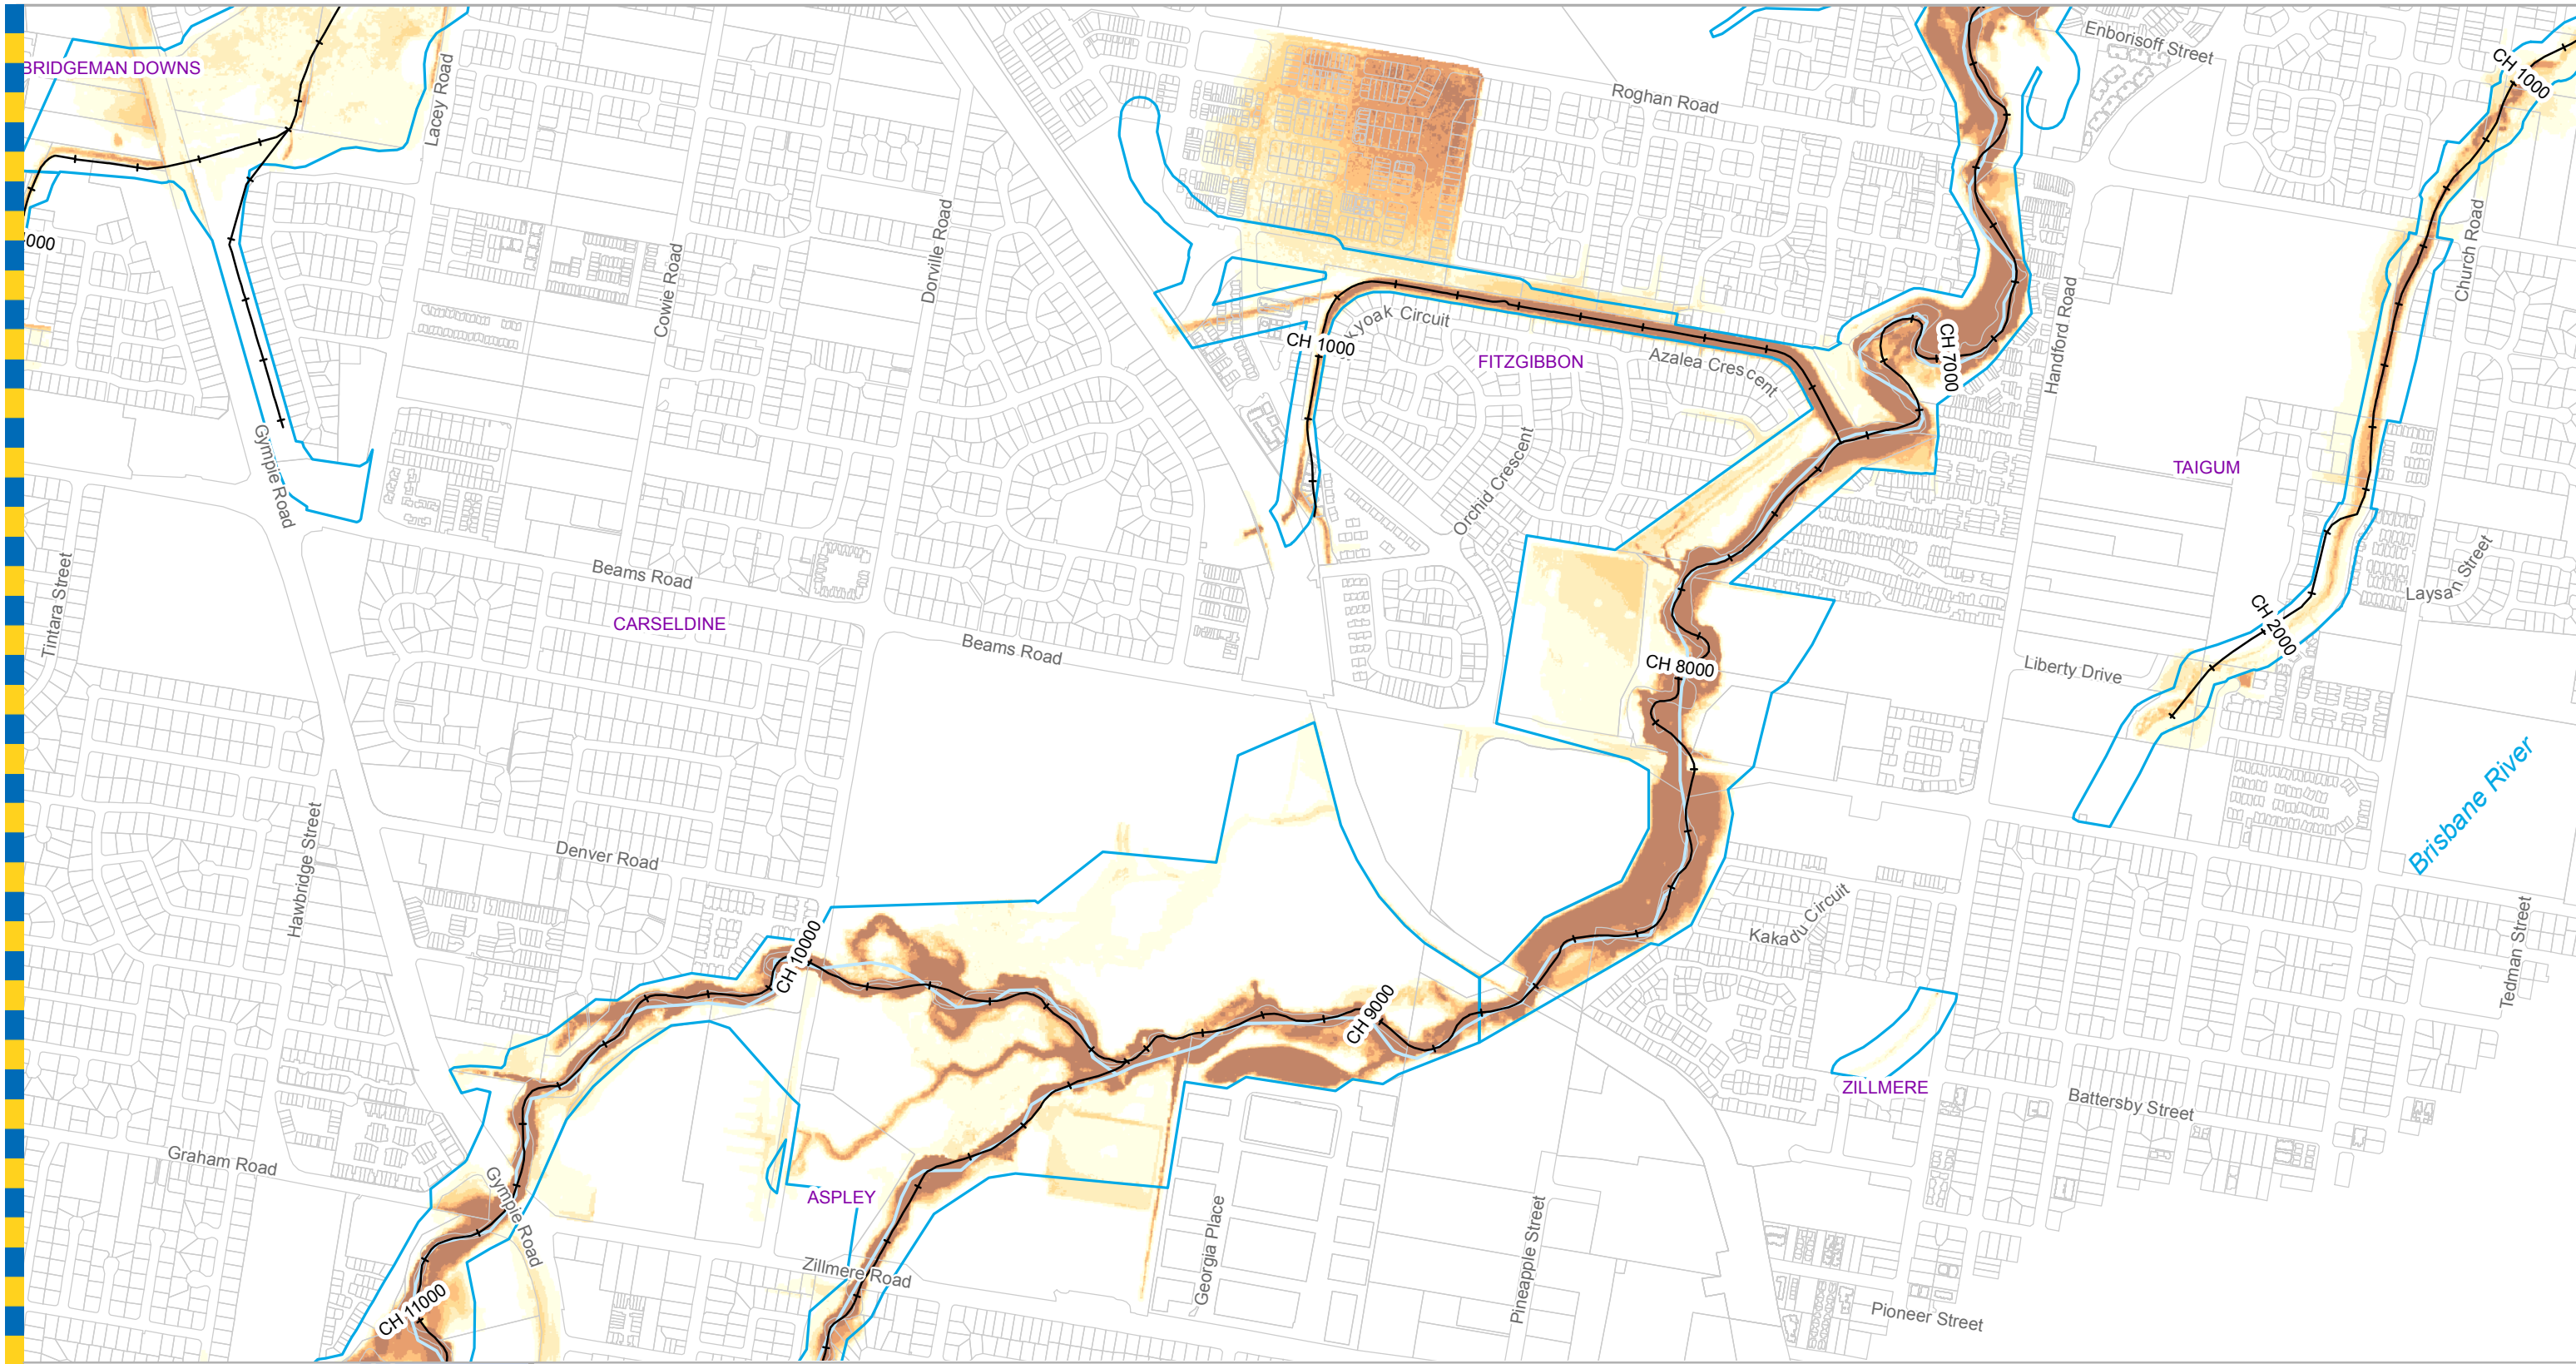 Enborisoff Street
BRIDGEMAN DOWNS
CH 1000
Lacey Road
Roghan Road
000
Dorville Road
Church Road
Cowie Road
Handford Road
yoak Circuit
CH 1000
FITZGIBBON
Azalea Crescent
CH 7000
Gympie Road
Orchid Crescent
TAIGUM
Tintara Street
Beams Road
Laysan Street
CARSELDINE
CH 2000
Beams Road
CH 8000
Liberty Drive
Brisbane River
Hawbridge Street
Denver Road
Kakadu Circuit
CH 10000
Tedman Street
CH 9000
ZILLMERE
Battersby Street
Graham Road
Gympie Road
ASPLEY
Georgia Place
Pineapple Street
Zillmere Road
CH 11000
Pioneer Street